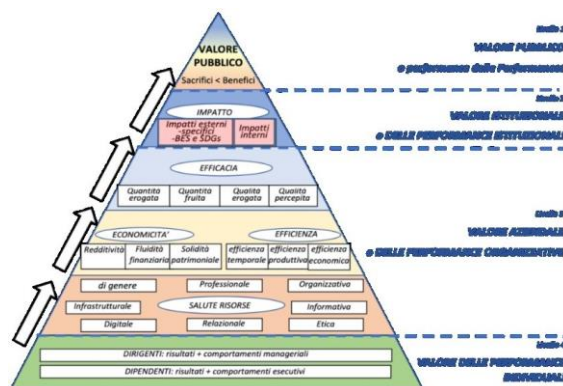 VALORE
PUBBLICO
Sacrifici < Benefici
IMPATTO
Impatti esterni
-specifici
-BES e SDGs
Impatti
interni
EFFICACIA
Quantità
erogata
Quantità
fruita
Qualità
erogata
Qualità
percepita
ECONOMICITA'
EFFICIENZA
Redditività
Fluidità
finanziaria
Solidità
patrimoniale
efficienza
temporale
efficienza
produttiva
efficienza
economica
di genere
Professionale
Organizzativa
Infrastrutturale
SALUTE RISORSE
Informativa
Digitale
Relazionale
Etica
DIRIGENTI: risultati + comportamenti manageriali
DIPENDENTI: risultati + comportamenti esecutivi
VALORE PUBBLICO
o performance delle Performances
VALORE ISTITUZIONALE
o DELLE PERFORMANCE ISTITUZIONALI
VALORE AZIENDALE
o DELLE PERFORMANCE ORGANIZZATIVE
VALORE DELLE PERFORMANCE
INDIVIDUALI